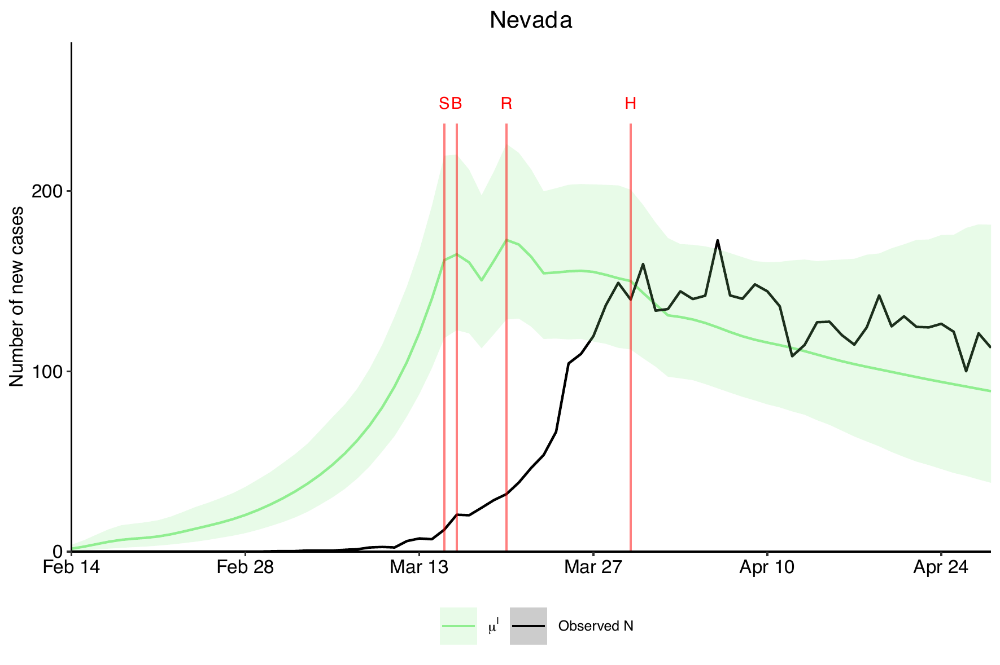 Nevada
S B R H
Number of new cases
200
100
0
Feb 14 Feb 28 Mar 13 Mar 27 Apr 10 Apr 24
μᴵ Observed N